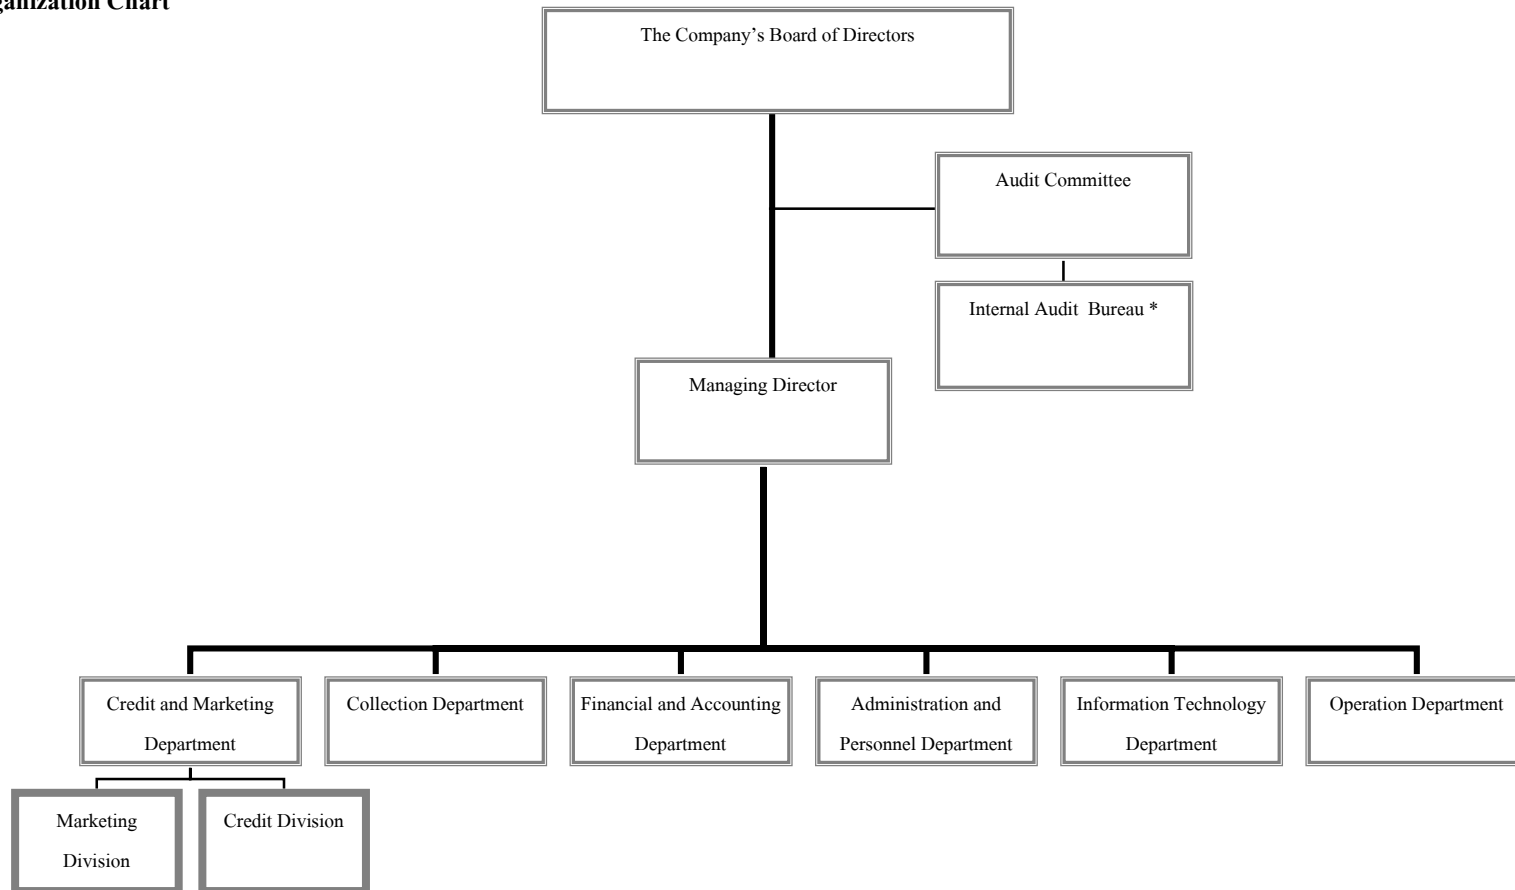 ganization Chart
The Company’s Board of Directors
Audit Committee
Internal Audit  Bureau *
Managing Director
Credit and Marketing
Department
Collection Department
Financial and Accounting
Department
Administration and
Personnel Department
Information Technology
Department
Operation Department
Marketing
Division
Credit Division